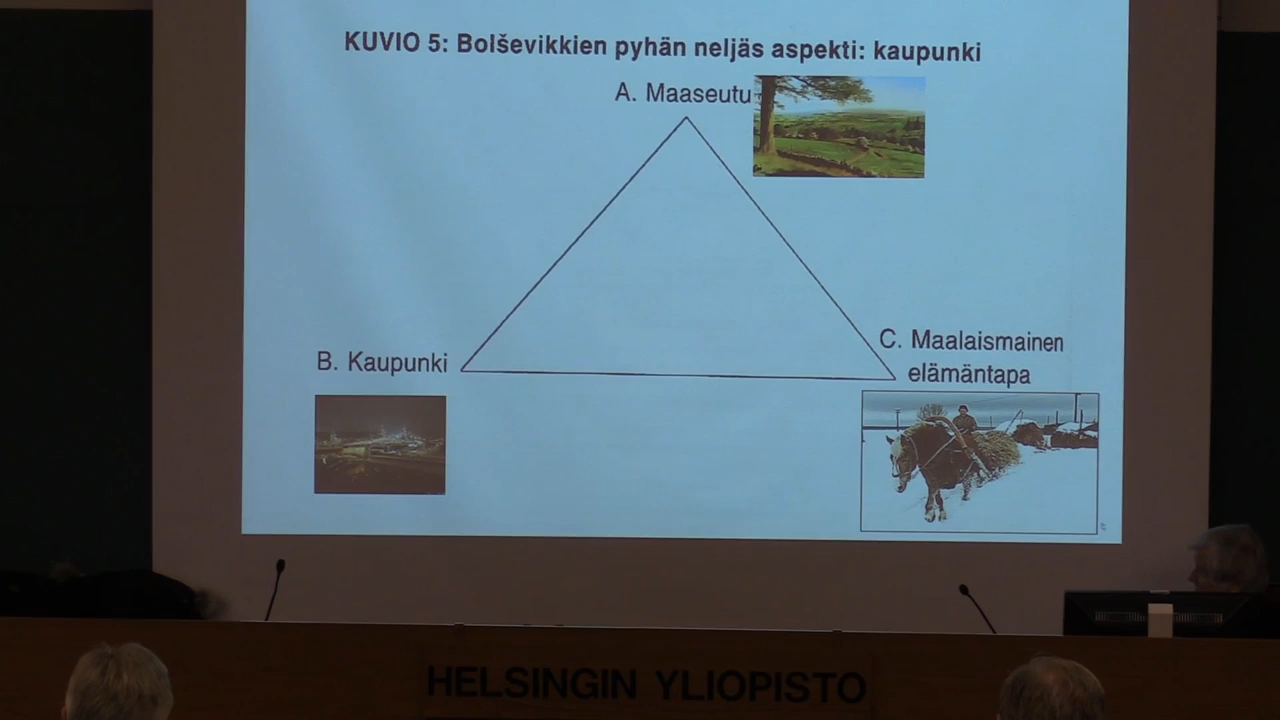 KUVIO 5: Bolševikkien pyhän neljäs aspekti: kaupunki
A. Maaseutu
B. Kaupunki
C. Maalaismainen
elämäntapa
HELSINGIN YLIOPISTO